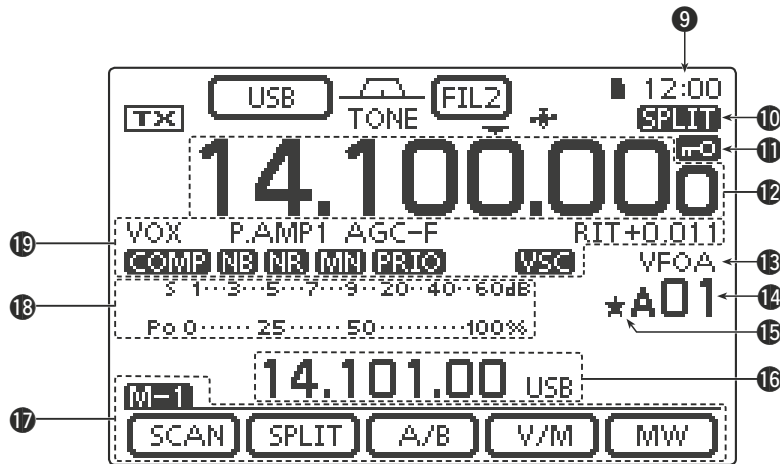 ❾
USB FIL2 12:00
TX TONE SPLIT ❿
⓫
14.100.000 ⓬
⓳ VOX P.AMP1 AGC-F RIT+0.011
COMP NB NR MN PRIO VSC VFOA ⓭
⓲ S 1···3···5···7···9··20··40··60dB
★A01 ⓮
Po 0······25······50··········100% ⓯
14.101.00 USB ⓰
M-1
⓱ SCAN SPLIT A/B V/M MW